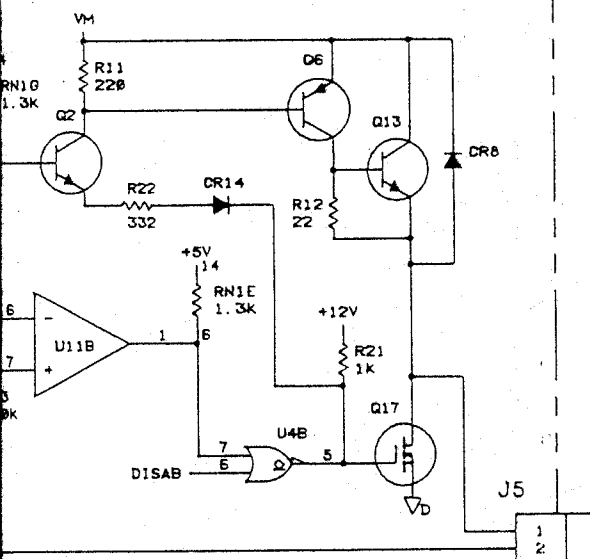 VM
R11
220
RN1G
1.3K
Q2
Q6
Q13
CR8
R22
332
CR14
R12
22
+5V
14
RN1E
1.3K
6
+12V
R21
1K
6
7
U11B
1
K
Q17
U4B
7
6
5
DISAB
D
J5
1
2